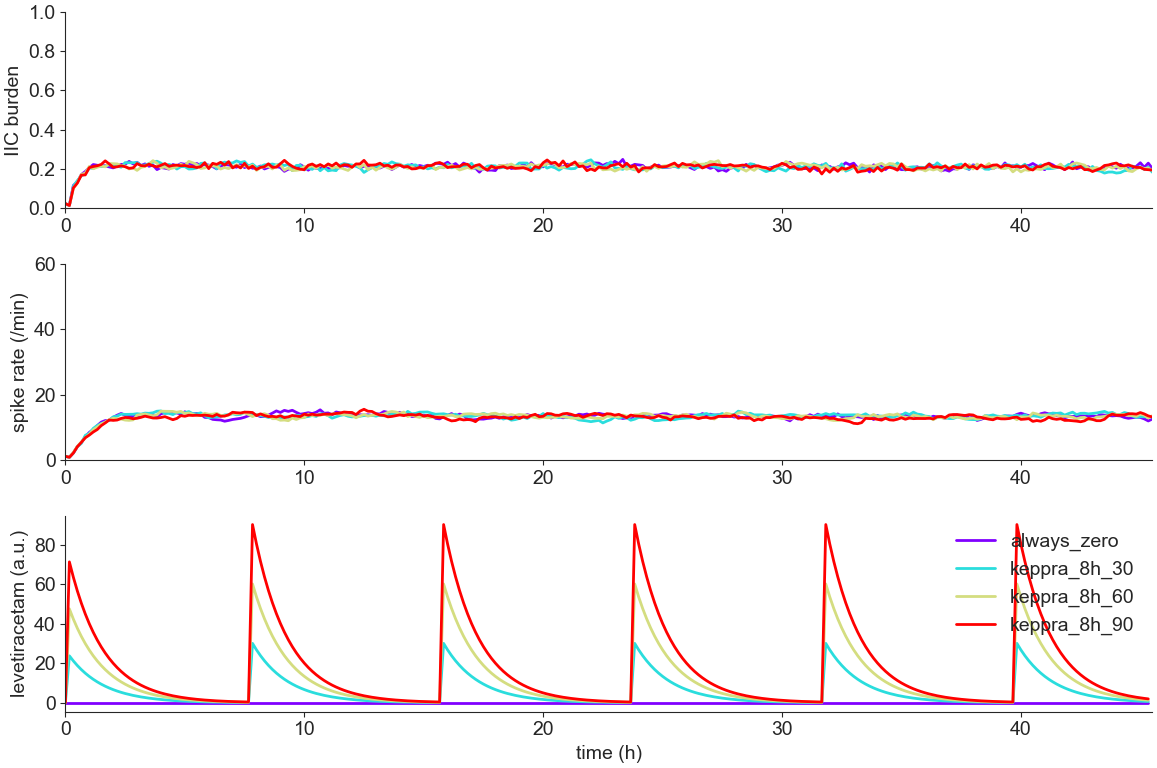 IIC burden
1.0
0.8
0.6
0.4
0.2
0.0
0 10 20 30 40
spike rate (/min)
60
40
20
0
0 10 20 30 40
levetiracetam (a.u.)
80
60
40
20
0
always_zero
keppra_8h_30
keppra_8h_60
keppra_8h_90
0 10 20 30 40
time (h)